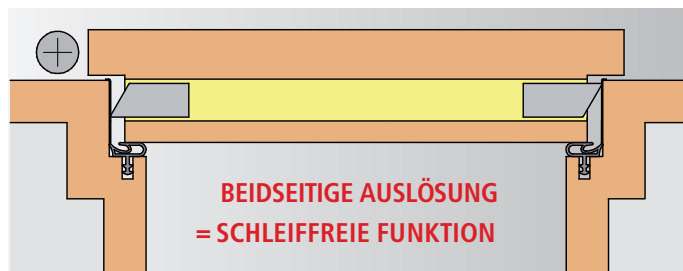 BEIDSEITIGE AUSLÖSUNG
= SCHLEIFFREIE FUNKTION